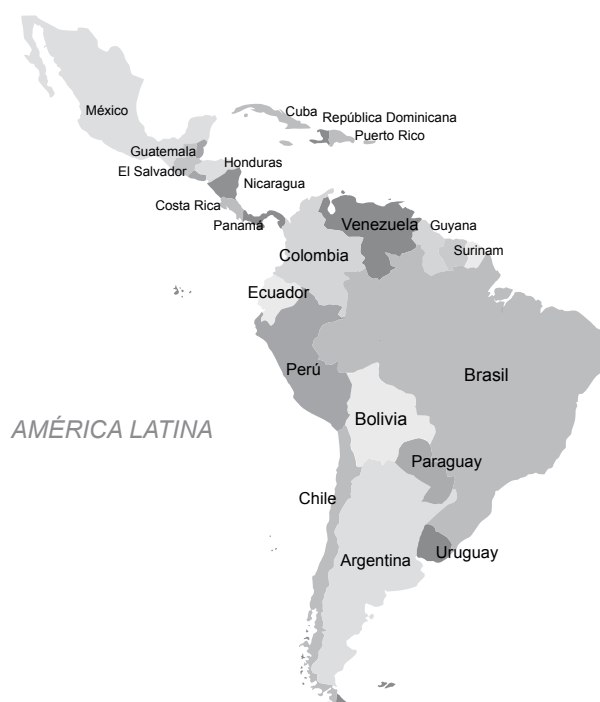 México
Cuba
República Dominicana
Puerto Rico
Guatemala
Honduras
El Salvador
Nicaragua
Costa Rica
Panamá
Venezuela
Guyana
Colombia
Surinam
Ecuador
Perú
Brasil
Bolivia
AMÉRICA LATINA
Paraguay
Chile
Uruguay
Argentina